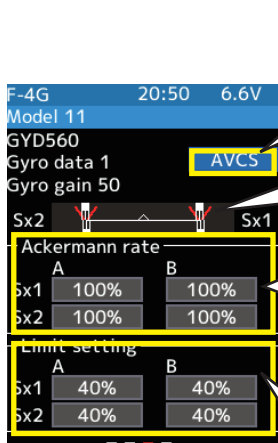 F-4G 20:50 6.6V
Model 11
GYD560
Gyro data 1 AVCS
Gyro gain 50
Sx2 Sx1
Ackermann rate
A B
Sx1 100% 100%
Sx2 100% 100%
Limit setting
A B
Sx1 40% 40%
Sx2 40% 40%